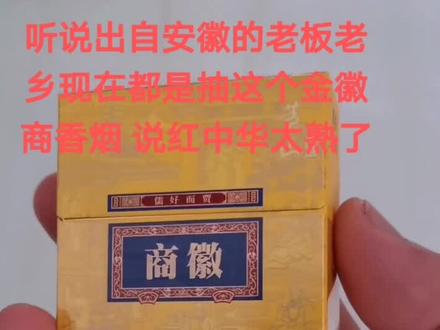 听说出自安徽的老板老
乡现在都是抽这个金徽
商香烟 说红中华太熟了
儒好而贾
商徽